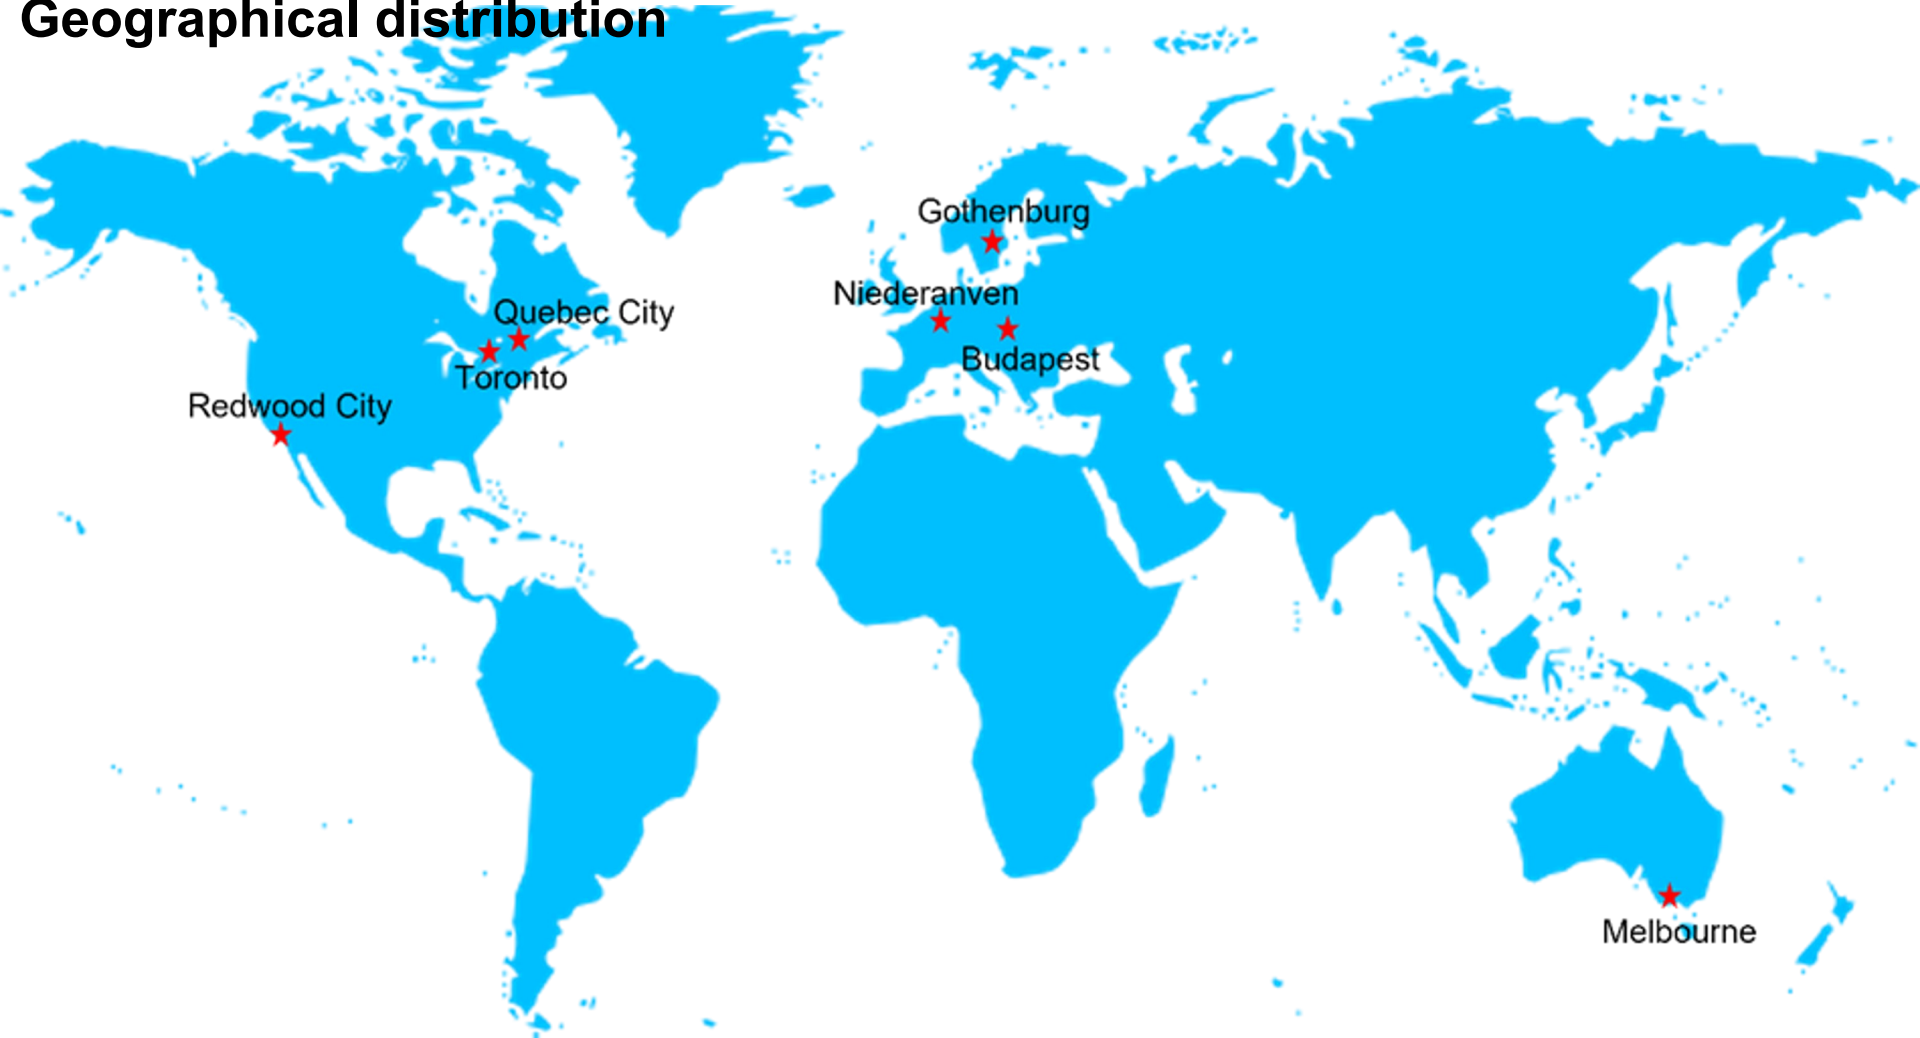 Geographical distribution
Gothenburg
Niederanven
Quebec City
Budapest
Toronto
Redwood City
Melbourne